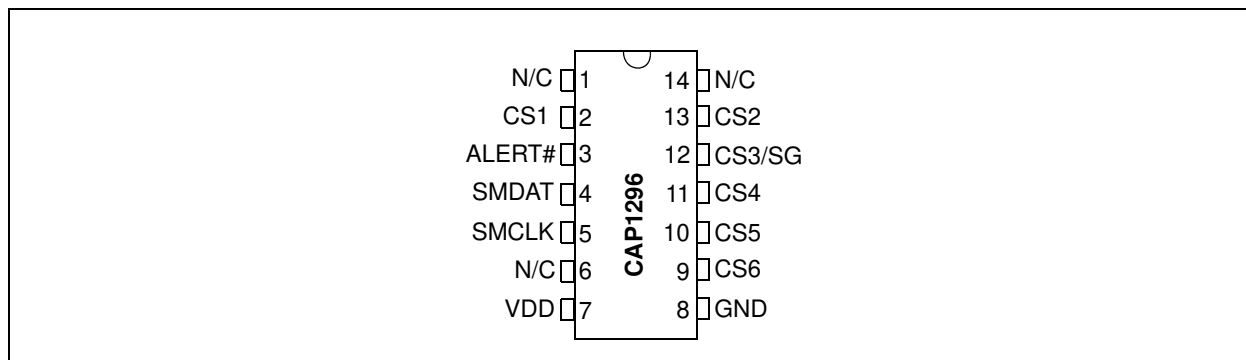 N/C 1 14 N/C
CS1 2 13 CS2
ALERT# 3 12 CS3/SG
SMDAT 4 11 CS4
SMCLK 5 10 CS5
N/C 6 9 CS6
VDD 7 8 GND
CAP1296